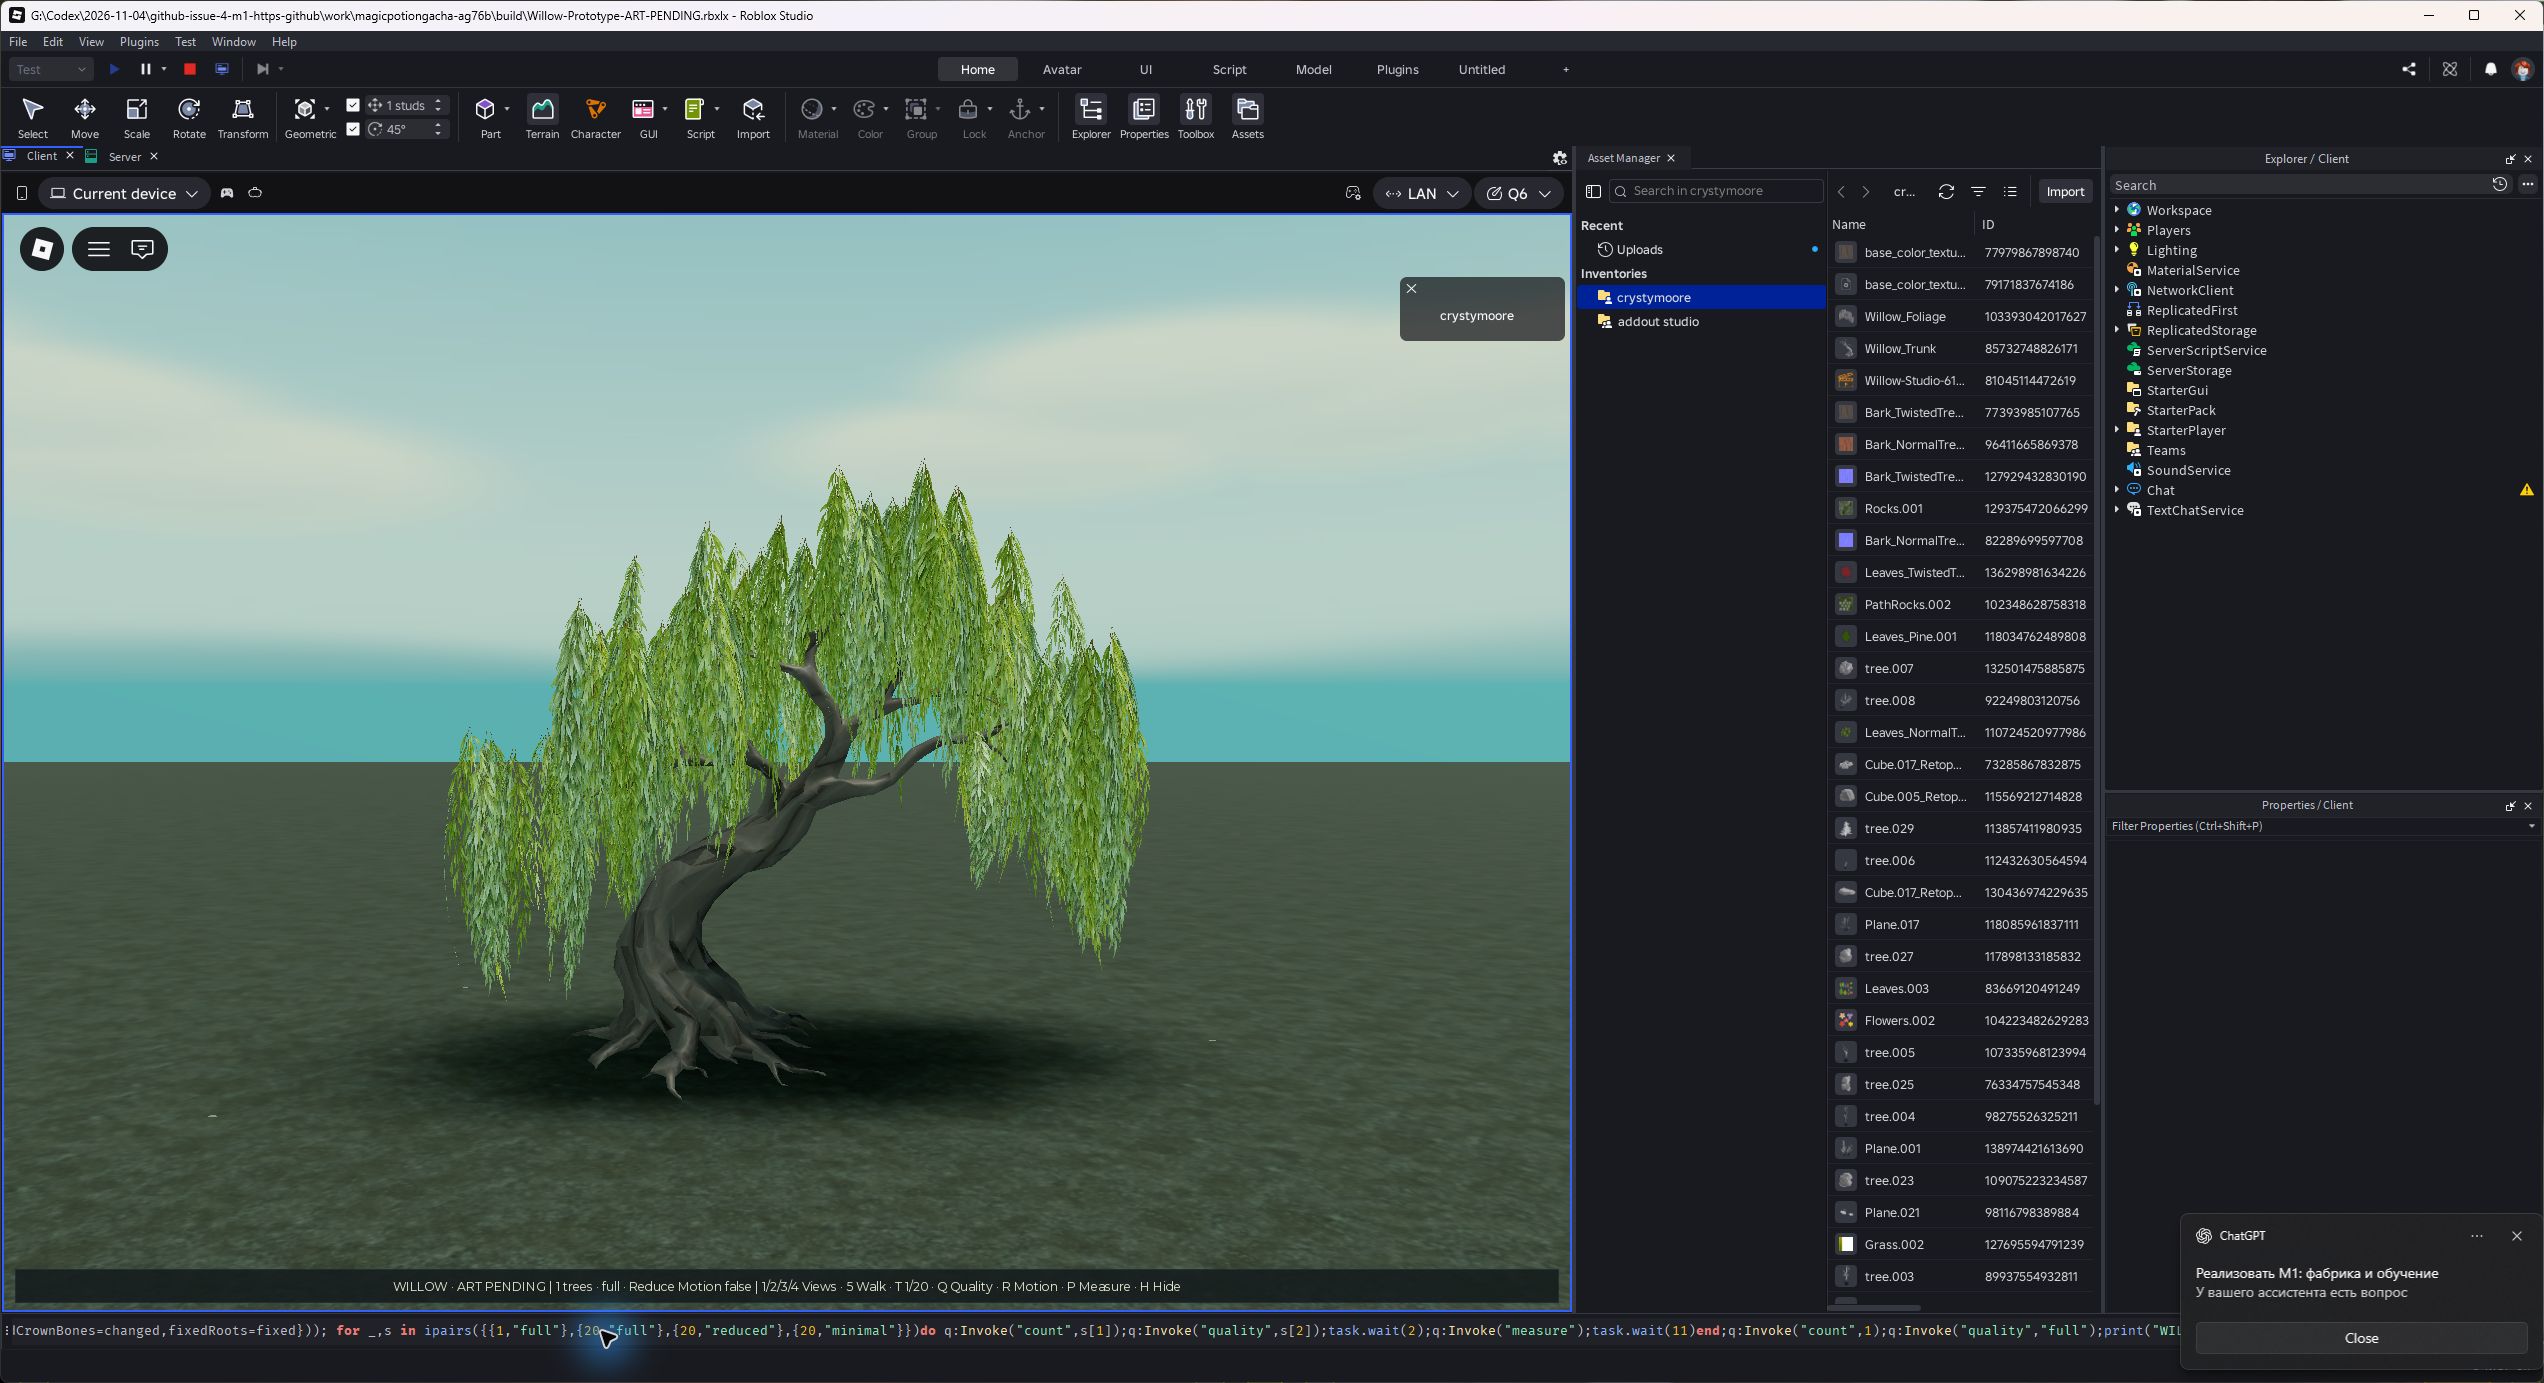 G:\Codex\2026-11-04\github-issue-4-m1-https-github\work\magicpotiongacha-ag76b\build\Willow-Prototype-ART-PENDING.rbxlx - Roblox Studio
File Edit View Plugins Test Window Help
Test
Home Avatar UI Script Model Plugins Untitled +
1 studs
45°
Select Move Scale Rotate Transform Geometric Part Terrain Character GUI Script Import Material Color Group Lock Anchor Explorer Properties Toolbox Assets
Client Server
Current device LAN Q6
crystymoore
Asset Manager
Search in crystymoore
cr... Import
Recent
Uploads
Inventories
crystymoore
addout studio
Name ID
base_color_textu... 77979867898740
base_color_textu... 79171837674186
Willow_Foliage 103393042017627
Willow_Trunk 85732748826171
Willow-Studio-61... 81045114472619
Bark_TwistedTre... 77393985107765
Bark_NormalTre... 96411665869378
Bark_TwistedTre... 127929432830190
Rocks.001 129375472066299
Bark_NormalTre... 82289699597708
Leaves_TwistedT... 136298981634226
PathRocks.002 102348628758318
Leaves_Pine.001 118034762489808
tree.007 132501475885875
tree.008 92249803120756
Leaves_NormalT... 110724520977986
Cube.017_Retop... 73285867832875
Cube.005_Retop... 115569212714828
tree.029 113857411980935
tree.006 112432630564594
Cube.017_Retop... 130436974229635
Plane.017 118085961837111
tree.027 117898133185832
Leaves.003 83669120491249
Flowers.002 104223482629283
tree.005 107335968123994
tree.025 76334757545348
tree.004 98275526325211
Plane.001 138974421613690
tree.023 109075223234587
Plane.021 98116798389884
Grass.002 127695594791239
tree.003 89937554932811
Explorer / Client
Search
Workspace
Players
Lighting
MaterialService
NetworkClient
ReplicatedFirst
ReplicatedStorage
ServerScriptService
ServerStorage
StarterGui
StarterPack
StarterPlayer
Teams
SoundService
Chat
TextChatService
Properties / Client
Filter Properties (Ctrl+Shift+P)
WILLOW · ART PENDING | 1 trees · full · Reduce Motion false | 1/2/3/4 Views · 5 Walk · T 1/20 · Q Quality · R Motion · P Measure · H Hide
CrownBones=changed,fixedRoots=fixed})); for _,s in ipairs({{1,"full"},{20,"full"},{20,"reduced"},{20,"minimal"}})do q:Invoke("count",s[1]);q:Invoke("quality",s[2]);task.wait(2);q:Invoke("measure");task.wait(11)end;q:Invoke("count",1);q:Invoke("quality","full");print("WIL
ChatGPT
Реализовать M1: фабрика и обучение
У вашего ассистента есть вопрос
Close